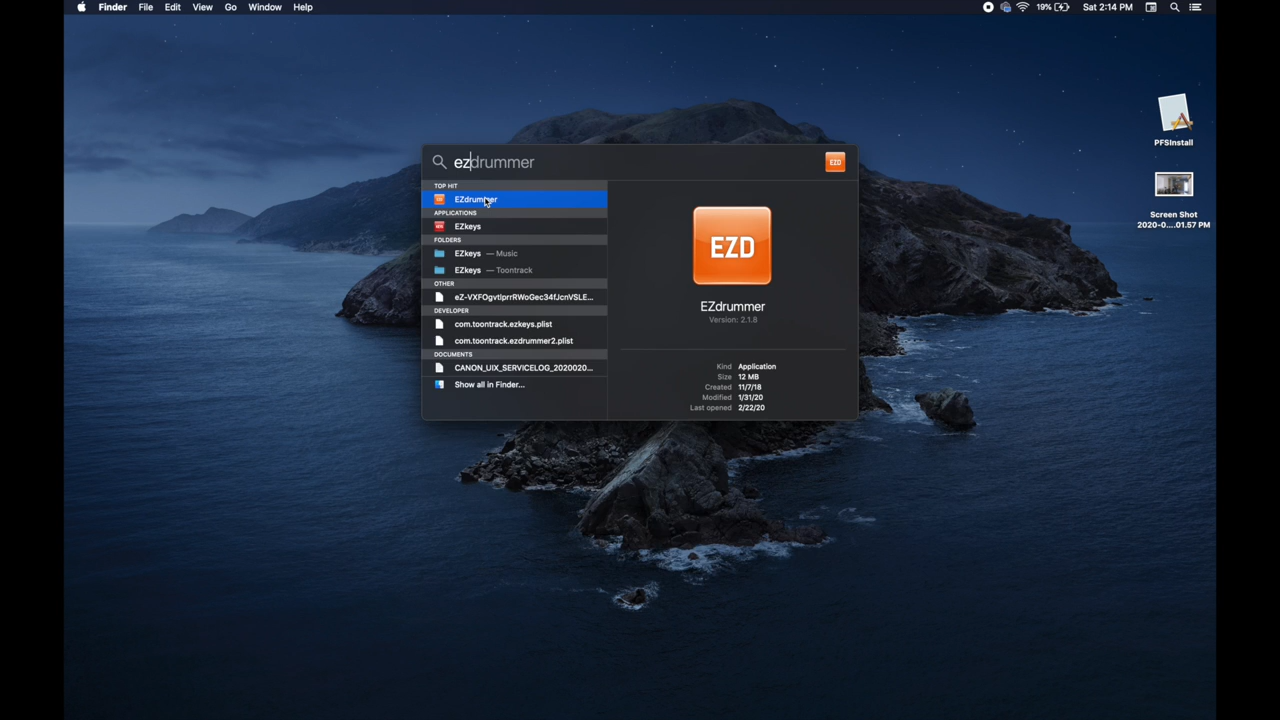 Finder File Edit View Go Window Help 19% Sat 2:14 PM
ezdrummer EZD
TOP HIT
EZdrummer
APPLICATIONS
EZkeys
FOLDERS
EZkeys — Music
EZkeys — Toontrack
OTHER
DEVELOPER
com.toontrack.ezkeys.plist
com.toontrack.ezdrummer2.plist
DOCUMENTS
CANON_UIX_SERVICELOG_2020020...
Show all in Finder...
EZD
EZdrummer
Version: 2.1.8
Kind Application
Size 12 MB
Created 11/7/18
Modified 1/31/20
Last opened 2/22/20
PFSInstall
Screen Shot
2020-0....01.57 PM